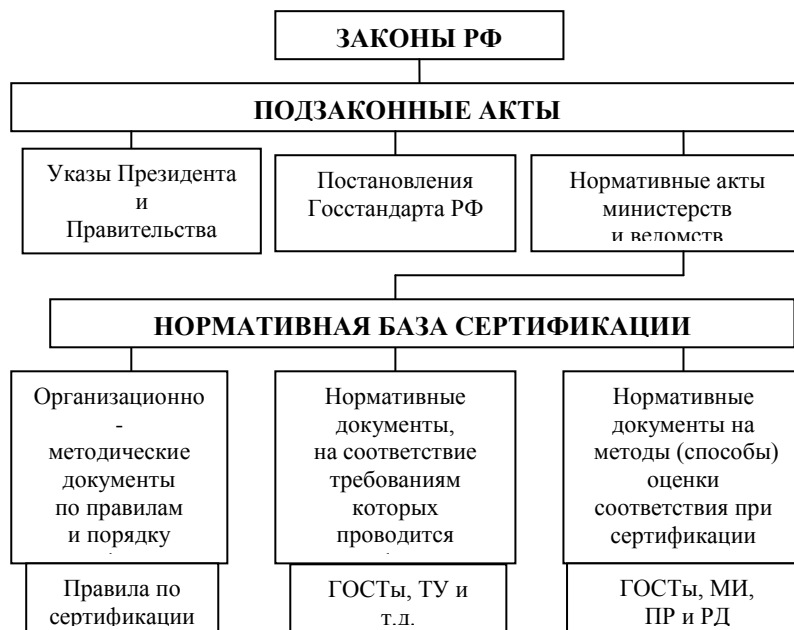 ЗАКОНЫ РФ
ПОДЗАКОННЫЕ АКТЫ
Указы Президента
и
Правительства
Постановления
Госстандарта РФ
Нормативные акты
министерств
и ведомств
НОРМАТИВНАЯ БАЗА СЕРТИФИКАЦИИ
Организационно
-
методические
документы
по правилам
и порядку
Нормативные
документы,
на соответствие
требованиям
которых
проводится
Нормативные
документы на
методы (способы)
оценки
соответствия при
сертификации
Правила по
сертификации
ГОСТы, ТУ и
т.д.
ГОСТы, МИ,
ПР и РД